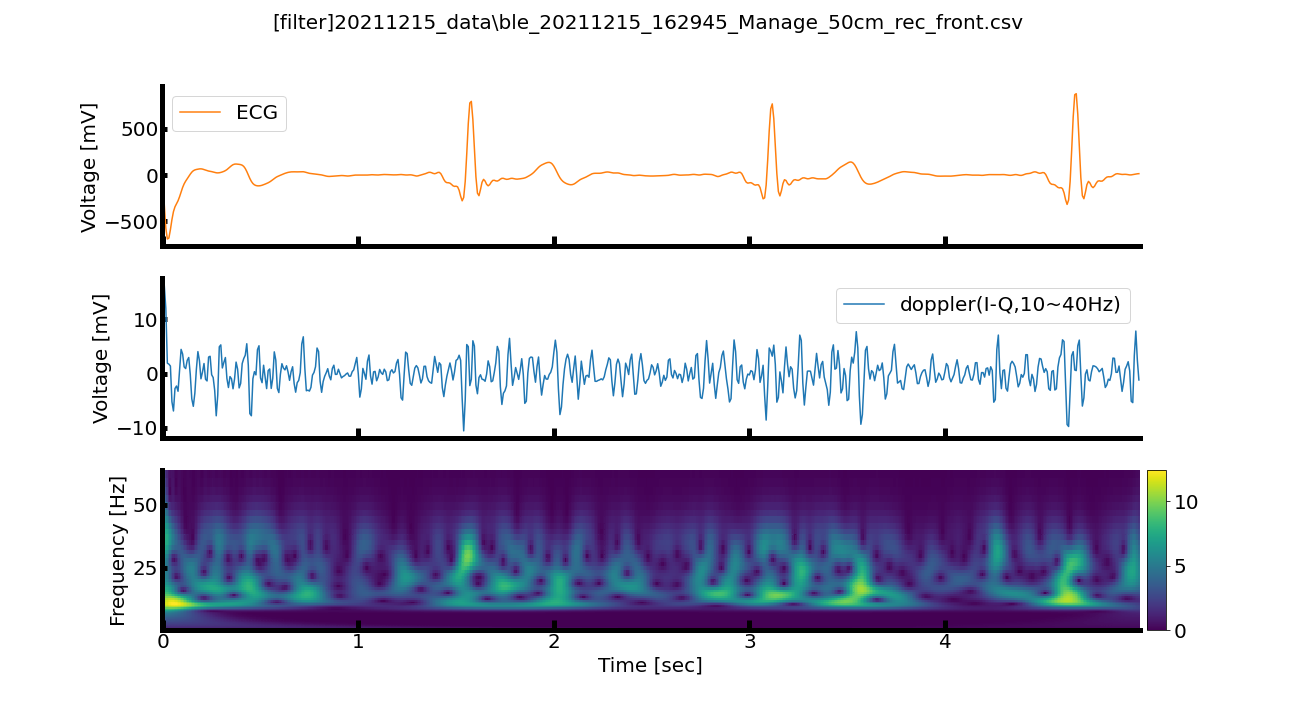 [filter]20211215_data\ble_20211215_162945_Manage_50cm_rec_front.csv
Voltage [mV]
500
0
−500
ECG
Voltage [mV]
10
0
−10
doppler(I-Q,10~40Hz)
Frequency [Hz]
50
25
10
5
0
0 1 2 3 4
Time [sec]